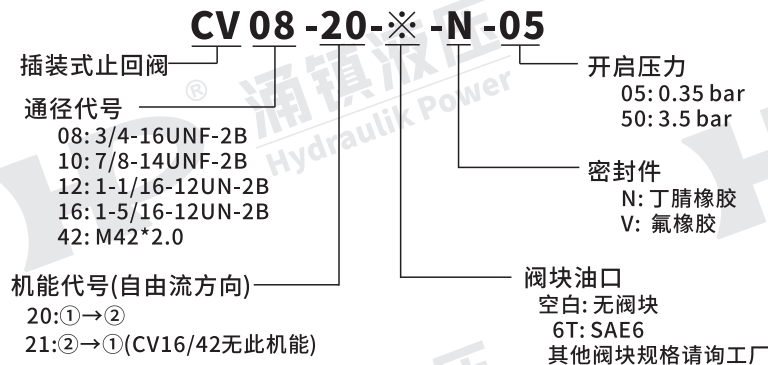 CV 08 -20-※ -N -05
插装式止回阀
通径代号
08: 3/4-16UNF-2B
10: 7/8-14UNF-2B
12: 1-1/16-12UN-2B
16: 1-5/16-12UN-2B
42: M42*2.0
机能代号(自由流方向)
20:①→②
21:②→①(CV16/42无此机能)
开启压力
05: 0.35 bar
50: 3.5 bar
密封件
N: 丁腈橡胶
V: 氟橡胶
阀块油口
空白: 无阀块
6T: SAE6
其他阀块规格请询工厂
®
涌镇液压
Hydraulik Power